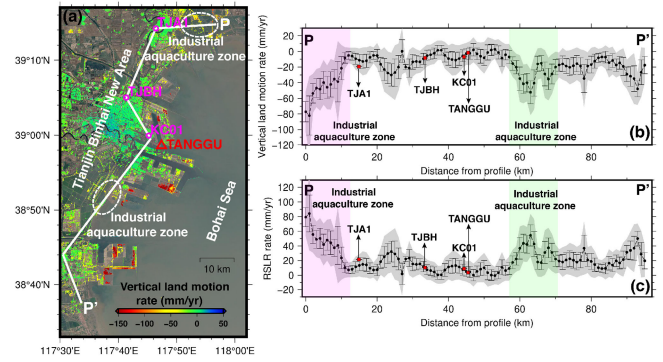 (a)
TJA1
P
Industrial
aquaculture zone
TJBH
Tianjin Binhai New Area
KC01
TANGGU
Industrial
aquaculture zone
Bohai Sea
10 km
P'
Vertical land motion
rate (mm/yr)
−150 −100 −50 0 50
39°10'
39°00'
38°50'
38°40'
117°30' 117°40' 117°50' 118°00'
P
P'
TJA1
TJBH
KC01
TANGGU
Industrial
aquaculture zone
Industrial
aquaculture zone
(b)
Vertical land motion rate (mm/yr)
20
0
−20
−40
−60
−80
−100
−120
0 20 40 60 80
Distance from profile (km)
P
P'
Industrial
aquaculture zone
TANGGU
Industrial
aquaculture zone
TJA1
TJBH
KC01
(c)
RSLR rate (mm/yr)
120
100
80
60
40
20
0
−20
0 20 40 60 80
Distance from profile (km)